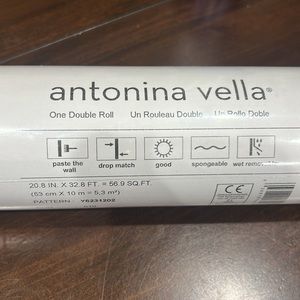 antonina vella®
One Double Roll Un Rouleau Double Un Rollo Doble
paste the wall drop match good spongeable wet removable
20.8 IN. X 32.8 FT. = 56.9 SQ.FT.
(53 cm X 10 m = 5,3 m²)
PATTERN: Y6231202
CE